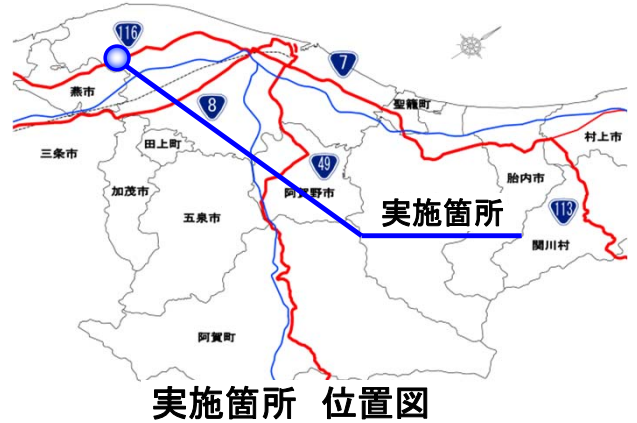 116
7
燕市
8
聖籠町
三条市
田上町
村上市
49
加茂市
阿賀野市
胎内市
五泉市
実施箇所
113
関川村
阿賀町
実施箇所 位置図